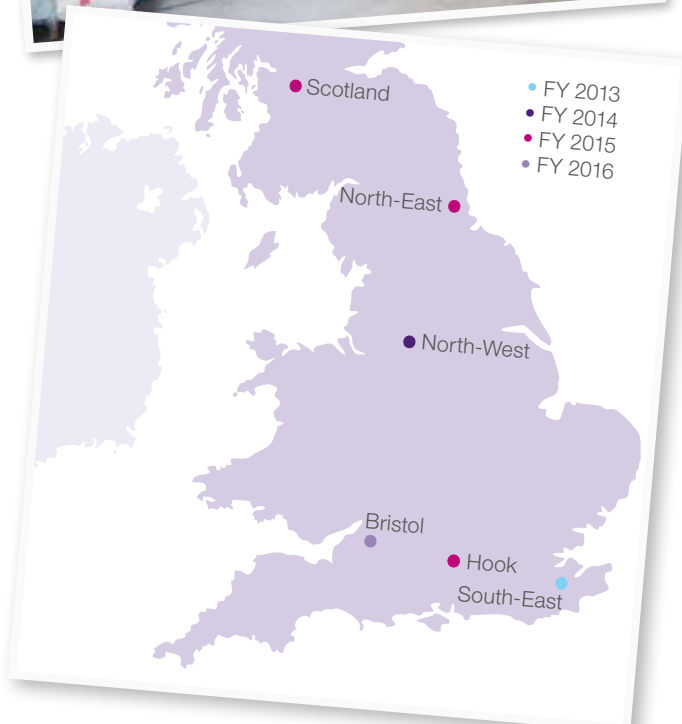 FY 2013
FY 2014
FY 2015
FY 2016
Scotland
North-East
North-West
Bristol
Hook
South-East